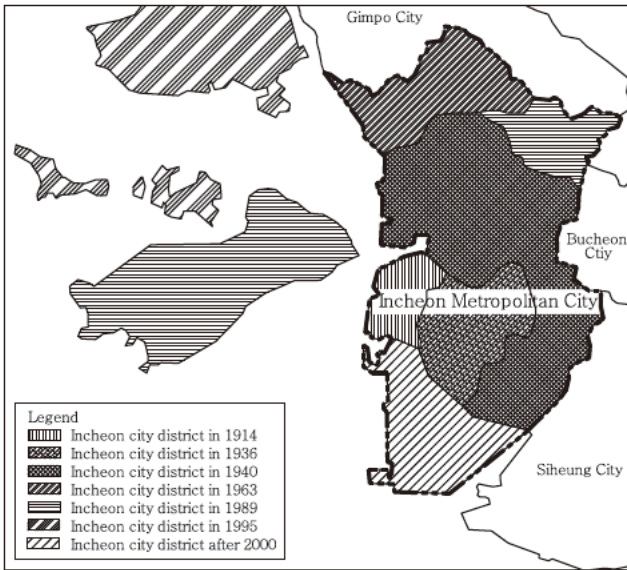 Gimpo City
Bucheon
Ctiy
Incheon Metropolitan City
Siheung City
Legend
Incheon city district in 1914
Incheon city district in 1936
Incheon city district in 1940
Incheon city district in 1963
Incheon city district in 1989
Incheon city district in 1995
Incheon city district after 2000